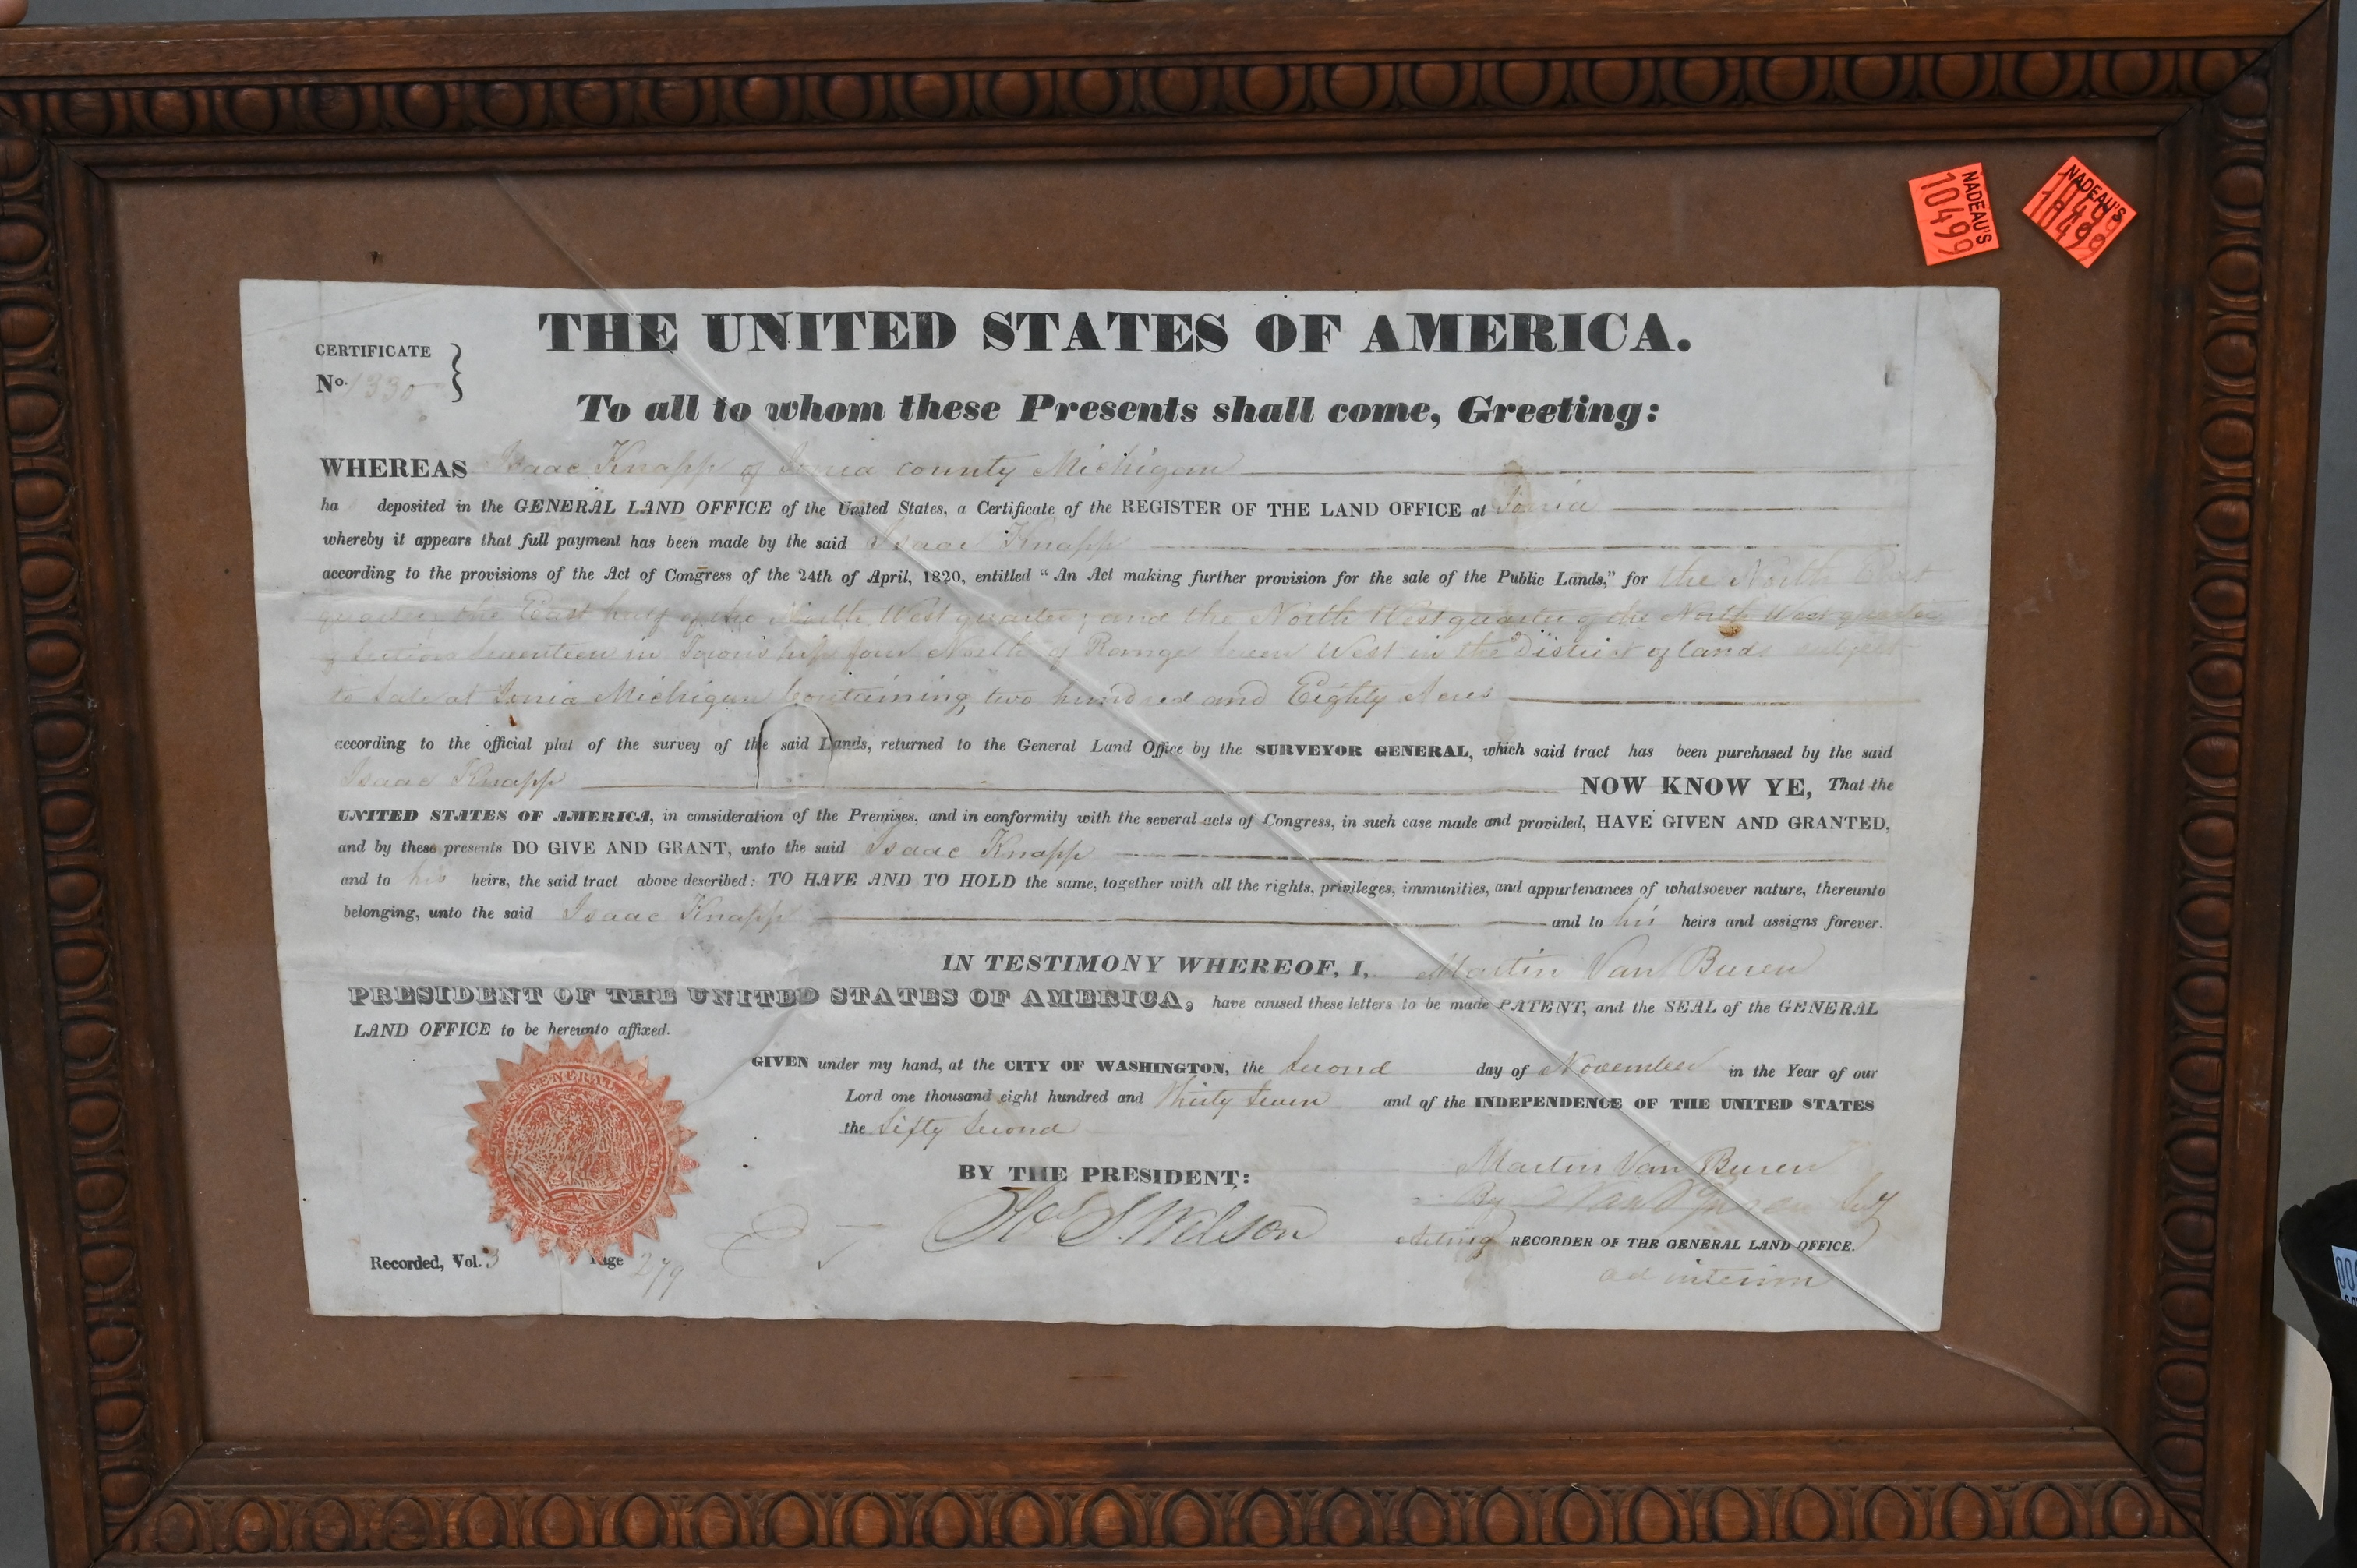 NADEAU'S
10499
NADEAU'S
10499
THE UNITED STATES OF AMERICA.
CERTIFICATE
No. 1330
To all to whom these Presents shall come, Greeting:
WHEREAS Isaac Knapp of Ionia county Michigan
ha deposited in the GENERAL LAND OFFICE of the United States, a Certificate of the REGISTER OF THE LAND OFFICE at Ionia
whereby it appears that full payment has been made by the said Isaac Knapp
according to the provisions of the Act of Congress of the 24th of April, 1820, entitled “An Act making further provision for the sale of the Public Lands,” for the North East
quarter, the East half of the North West quarter; and the North West quarter of the North West quarter
of Section Seventeen in Township four North of Range seven West in the District of lands subject
to sale at Ionia Michigan Containing two hundred and Eighty Acres
according to the official plat of the survey of the said Lands, returned to the General Land Office by the SURVEYOR GENERAL, which said tract has been purchased by the said
Isaac Knapp NOW KNOW YE, That the
UNITED STATES OF AMERICA, in consideration of the Premises, and in conformity with the several acts of Congress, in such case made and provided, HAVE GIVEN AND GRANTED,
and by these presents DO GIVE AND GRANT, unto the said Isaac Knapp
and to his heirs, the said tract above described: TO HAVE AND TO HOLD the same, together with all the rights, privileges, immunities, and appurtenances of whatsoever nature, thereunto
belonging, unto the said Isaac Knapp and to his heirs and assigns forever.
IN TESTIMONY WHEREOF, I, Martin Van Buren
PRESIDENT OF THE UNITED STATES OF AMERICA, have caused these letters to be made PATENT, and the SEAL of the GENERAL
LAND OFFICE to be hereunto affixed.
GIVEN under my hand, at the CITY OF WASHINGTON, the Second day of November in the Year of our
Lord one thousand eight hundred and Thirty Seven and of the INDEPENDENCE OF THE UNITED STATES
the Fifty Second
BY THE PRESIDENT: Martin Van Buren
By Van Buren Secy
Jos. S. Wilson
Acting RECORDER OF THE GENERAL LAND OFFICE.
ad interim
Recorded, Vol. 3 Page 279